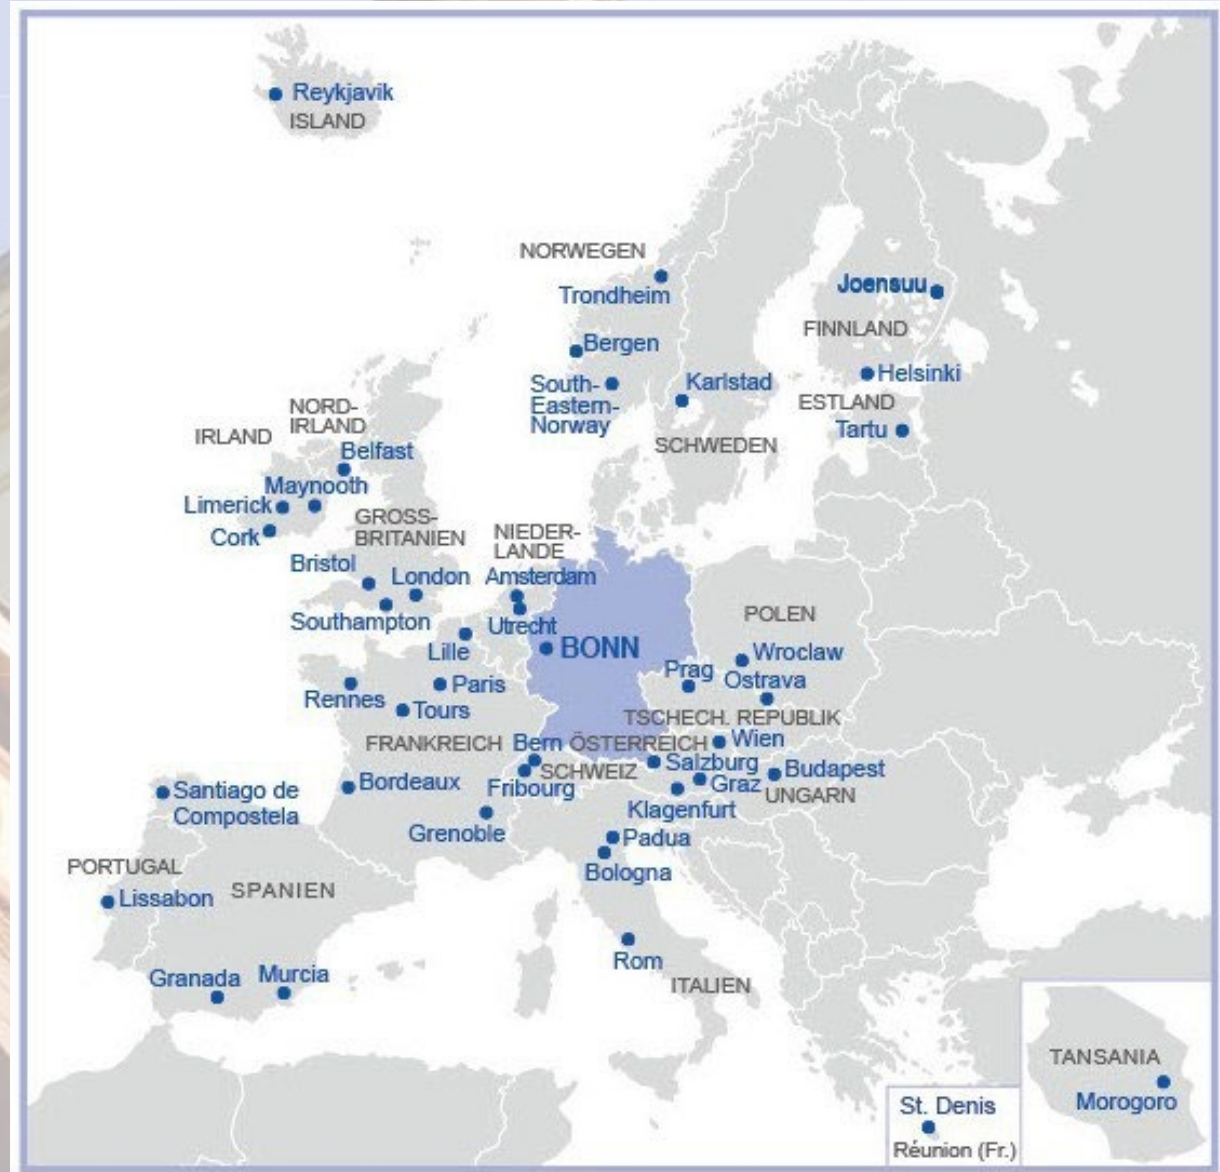 Reykjavik
ISLAND
NORWEGEN
Trondheim
Joensuu
FINNLAND
Bergen
Helsinki
South-
Eastern-
Norway
Karlstad
ESTLAND
Tartu
SCHWEDEN
NORD-
IRLAND
IRLAND
Belfast
Maynooth
Limerick
Cork
GROSS-
BRITANIEN
NIEDER-
LANDE
Bristol
London
Amsterdam
Southampton
Utrecht
Lille
BONN
POLEN
Wroclaw
Prag
Ostrava
Rennes
Paris
Tours
TSCHECH. REPUBLIK
FRANKREICH
Bern
ÖSTERREICH
Wien
SCHWEIZ
Salzburg
Fribourg
Graz
Budapest
UNGARN
Klagenfurt
Bordeaux
Santiago de
Compostela
Grenoble
Padua
Bologna
PORTUGAL
Lissabon
SPANIEN
Rom
ITALIEN
Granada
Murcia
TANSANIA
Morogoro
St. Denis
Réunion (Fr.)